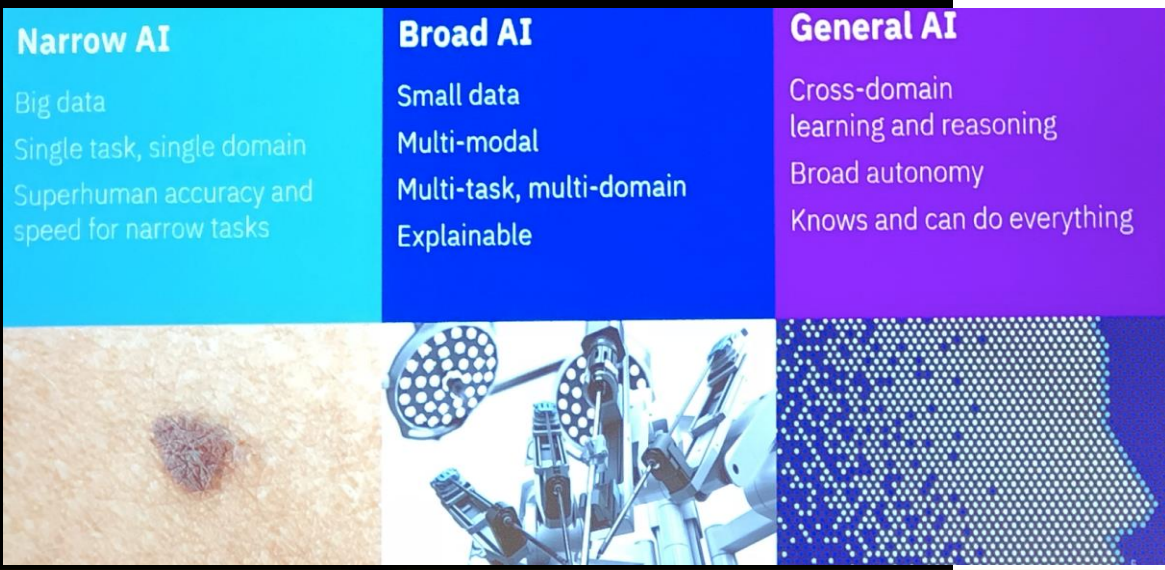 Narrow AI
Big data
Single task, single domain
Superhuman accuracy and
speed for narrow tasks
Broad AI
Small data
Multi-modal
Multi-task, multi-domain
Explainable
General AI
Cross-domain
learning and reasoning
Broad autonomy
Knows and can do everything